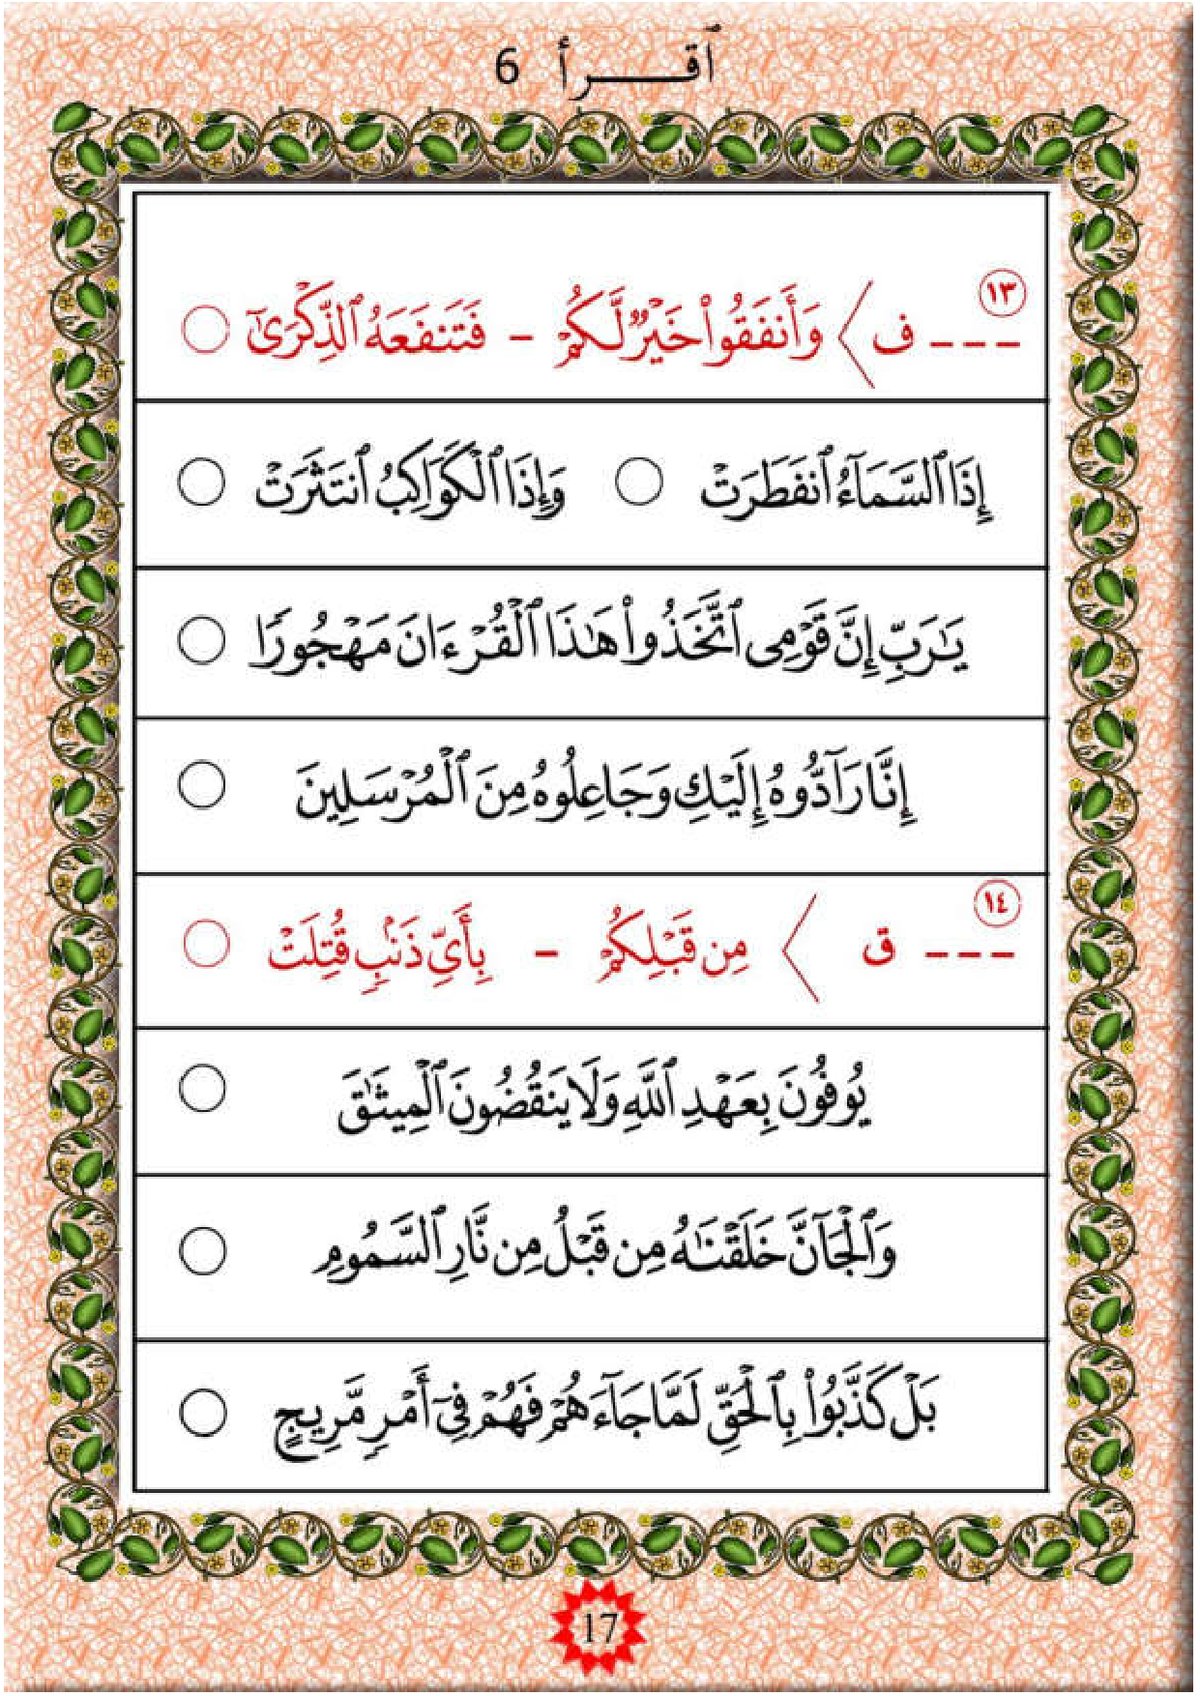 ٱقـــــرأ 6
١٣
--- ف〉 وَأَنفَقُوا۟ خَيْرٌ لَّكُمْ - فَتَنفَعَهُ ٱلذِّكْرَىٰٓ ○
إِذَا ٱلسَّمَآءُ ٱنفَطَرَتْ ○ وَإِذَا ٱلْكَوَاكِبُ ٱنتَثَرَتْ ○
يَـٰرَبِّ إِنَّ قَوْمِى ٱتَّخَذُوا۟ هَـٰذَا ٱلْقُرْءَانَ مَهْجُورًا ○
إِنَّا رَآدُّوهُ إِلَيْكِ وَجَاعِلُوهُ مِنَ ٱلْمُرْسَلِينَ ○
١٤
--- ق 〉 مِن قَبْلِكُمْ - بِأَىِّ ذَنۢبٍ قُتِلَتْ ○
يُوفُونَ بِعَهْدِ ٱللَّهِ وَلَا يَنقُضُونَ ٱلْمِيثَـٰقَ ○
وَٱلْجَآنَّ خَلَقْنَـٰهُ مِن قَبْلُ مِن نَّارِ ٱلسَّمُومِ ○
بَلْ كَذَّبُوا۟ بِٱلْحَقِّ لَمَّا جَآءَهُمْ فَهُمْ فِىٓ أَمْرٍ مَّرِيجٍ ○
17